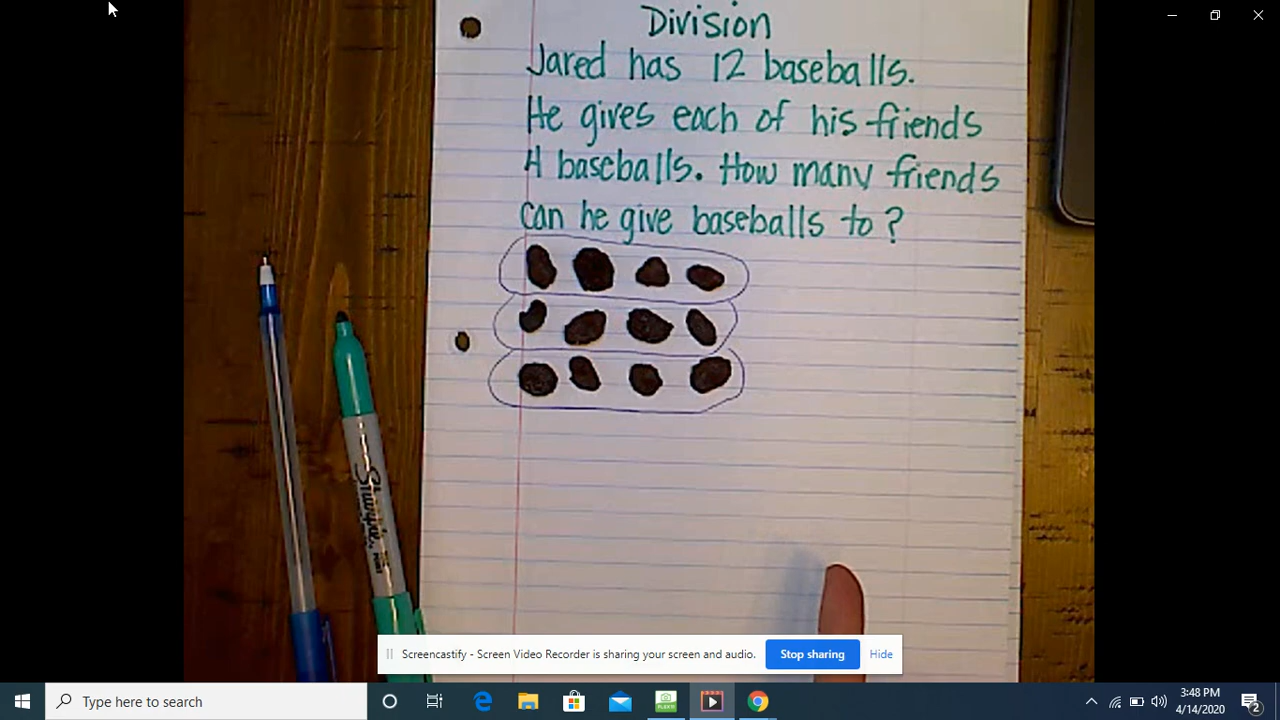 Division
Jared has 12 baseballs.
He gives each of his friends
4 baseballs. How many friends
can he give baseballs to?
Sharpie
Screencastify - Screen Video Recorder is sharing your screen and audio.
Stop sharing
Hide
Type here to search
3:48 PM
4/14/2020
2